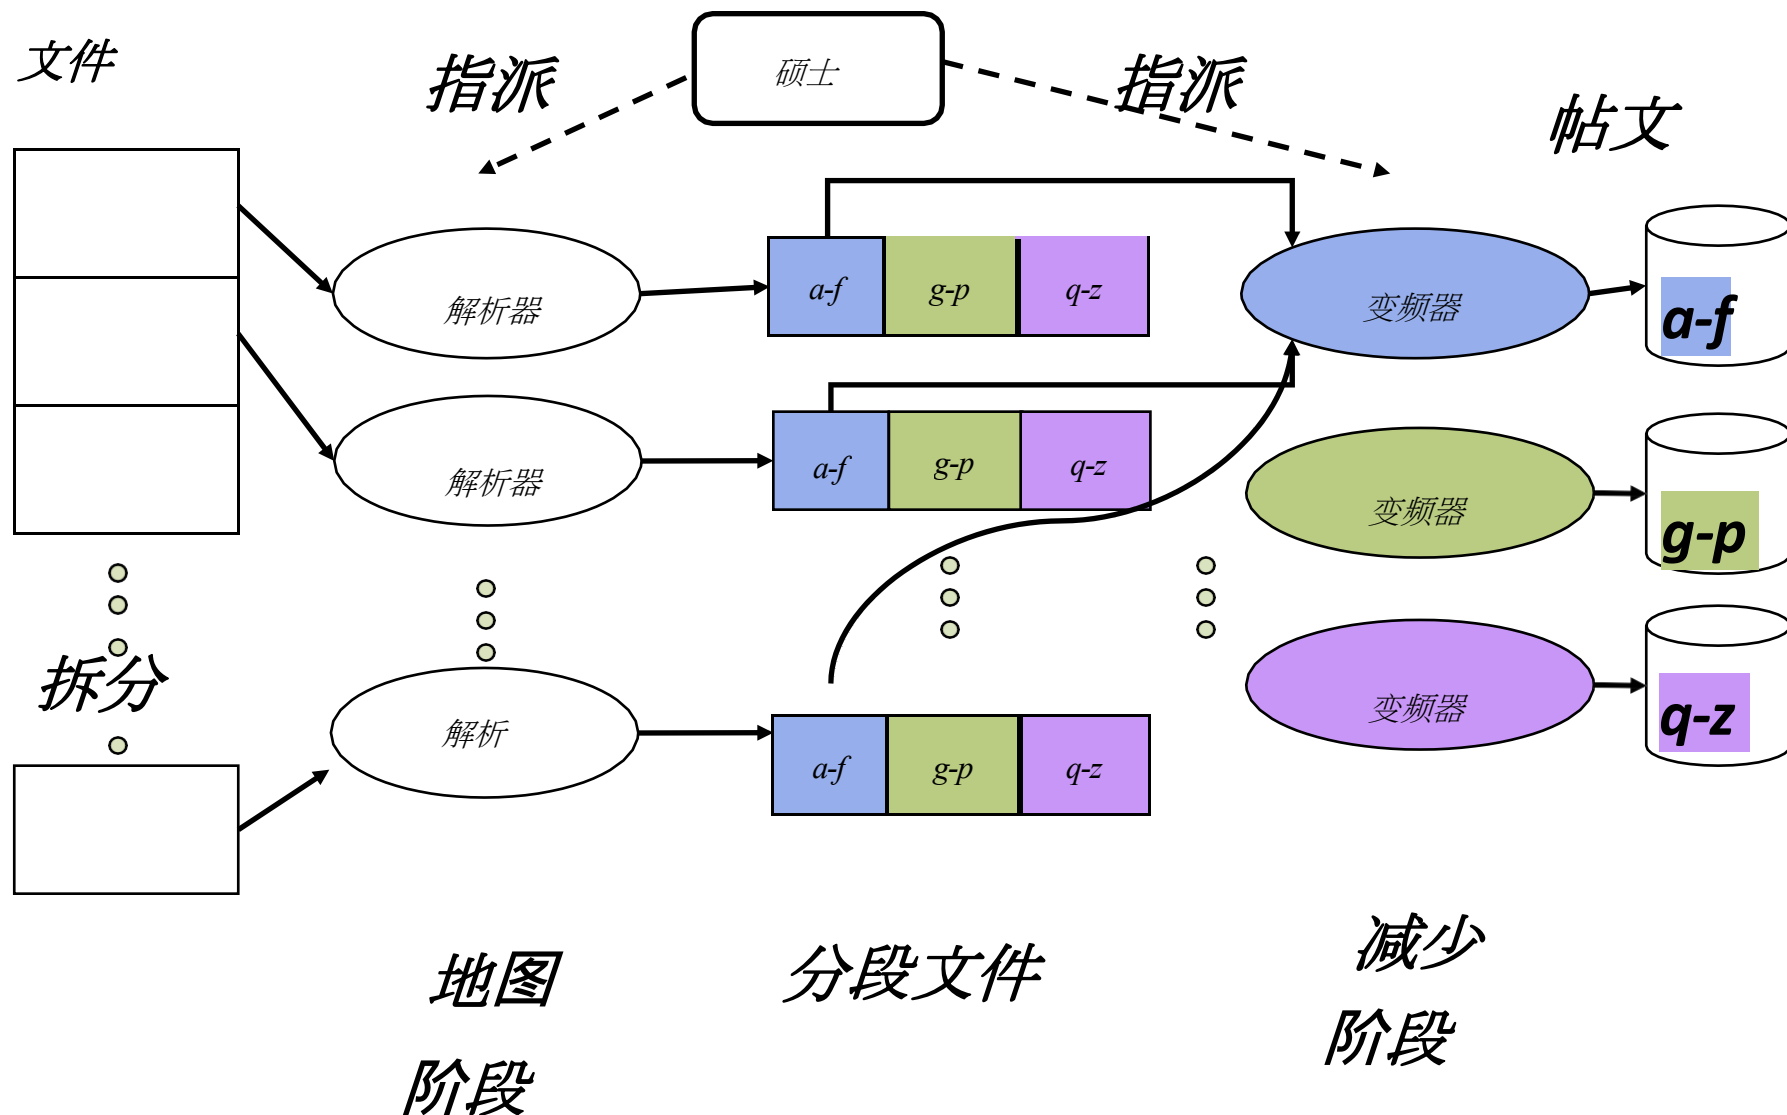 文件
指派
硕士
指派
帖文
解析器
a-f
g-p
q-z
变频器
a-f
解析器
a-f
g-p
q-z
变频器
g-p
拆分
解析
a-f
g-p
q-z
变频器
q-z
地图
阶段
分段文件
减少
阶段